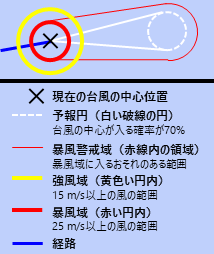 現在の台風の中心位置
予報円（白い破線の円）
台風の中心が入る確率が70%
暴風警戒域（赤線内の領域）
暴風域に入るおそれのある範囲
強風域（黄色い円内）
15 m/s以上の風の範囲
暴風域（赤い円内）
25 m/s以上の風の範囲
経路